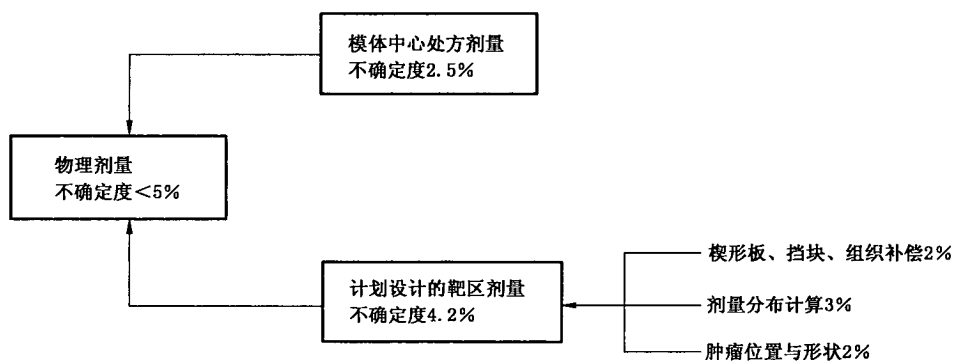 模体中心处方剂量
不确定度2.5%
物理剂量
不确定度<5%
计划设计的靶区剂量
不确定度4.2%
楔形板、挡块、组织补偿2%
剂量分布计算3%
肿瘤位置与形状2%